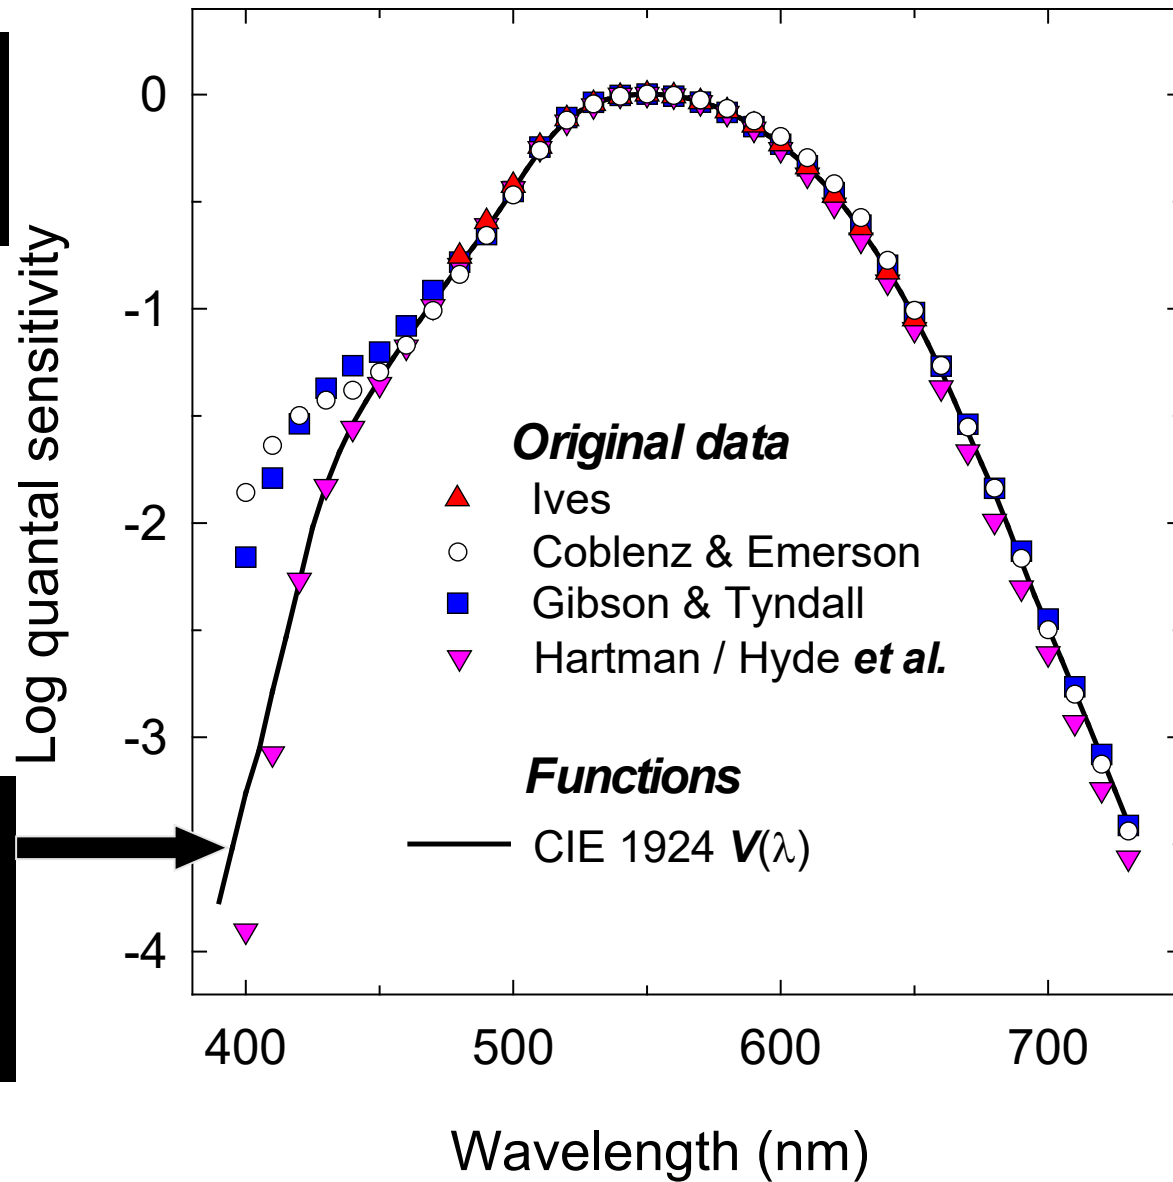 Log quantal sensitivity
0
-1
-2
-3
-4
Original data
Ives
Coblenz & Emerson
Gibson & Tyndall
Hartman / Hyde et al.
Functions
CIE 1924 V(λ)
400 500 600 700
Wavelength (nm)